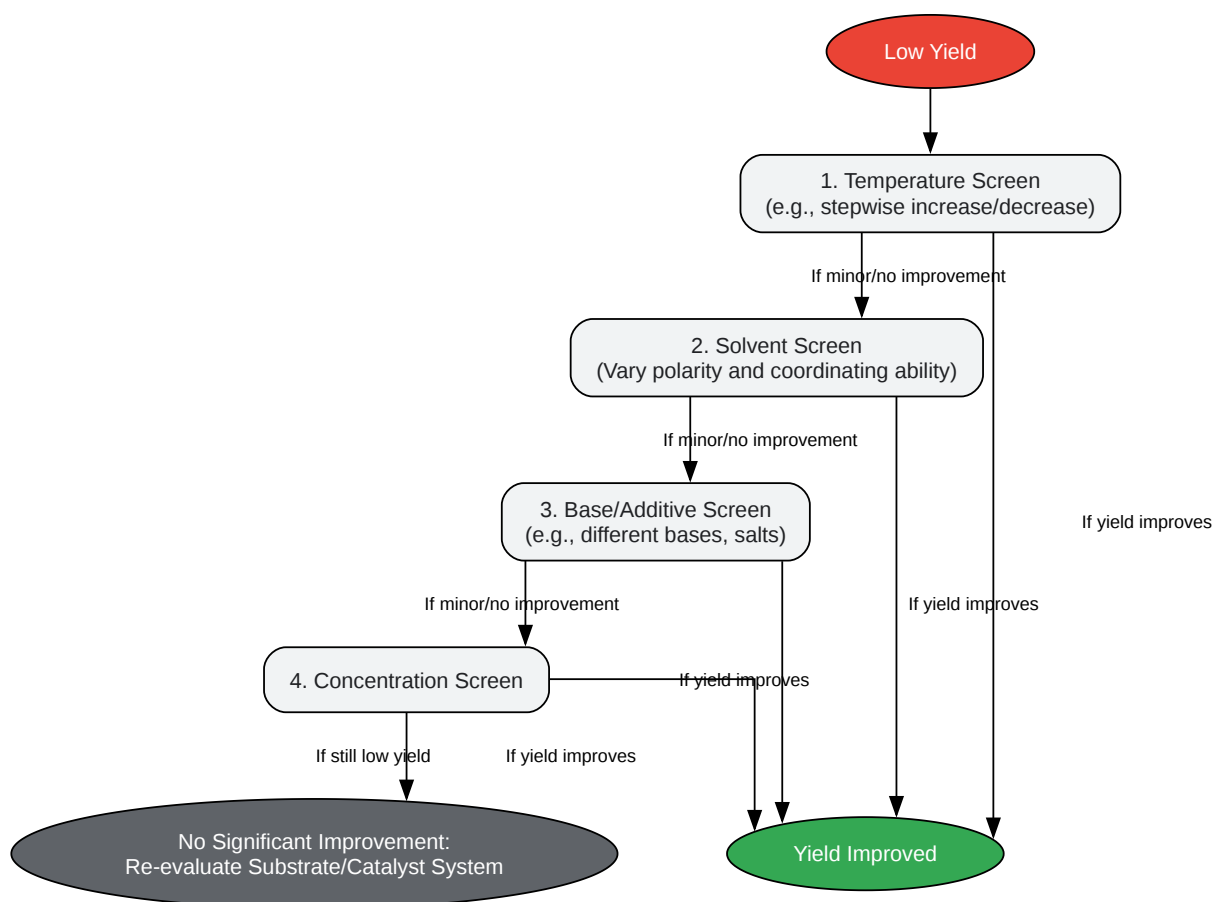 Low Yield
1. Temperature Screen
(e.g., stepwise increase/decrease)
If minor/no improvement
2. Solvent Screen
(Vary polarity and coordinating ability)
If minor/no improvement
3. Base/Additive Screen
(e.g., different bases, salts)
If yield improves
If minor/no improvement
If yield improves
4. Concentration Screen
If yield improves
If still low yield
If yield improves
No Significant Improvement:
Re-evaluate Substrate/Catalyst System
Yield Improved